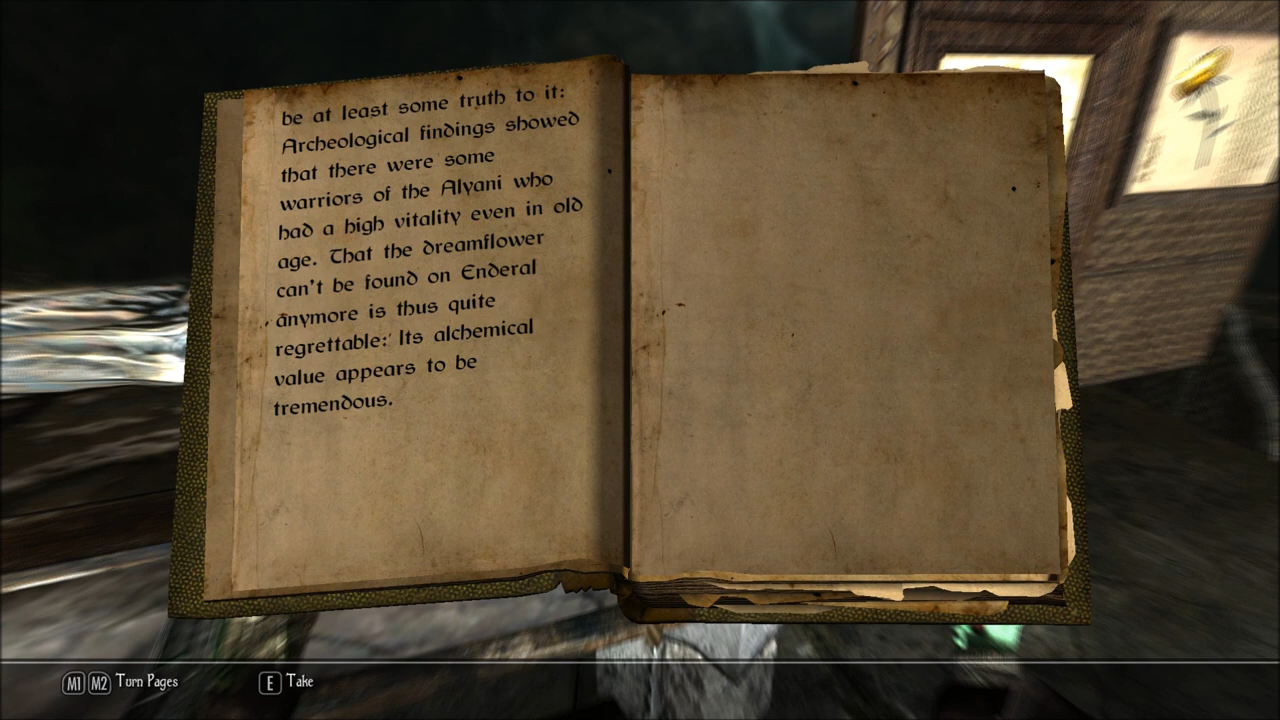 be at least some truth to it:
Archeological findings showed
that there were some
warriors of the Alyani who
had a high vitality even in old
age. That the dreamflower
can't be found on Enderal
anymore is thus quite
regrettable: Its alchemical
value appears to be
tremendous.
M1 M2 Turn Pages
E Take